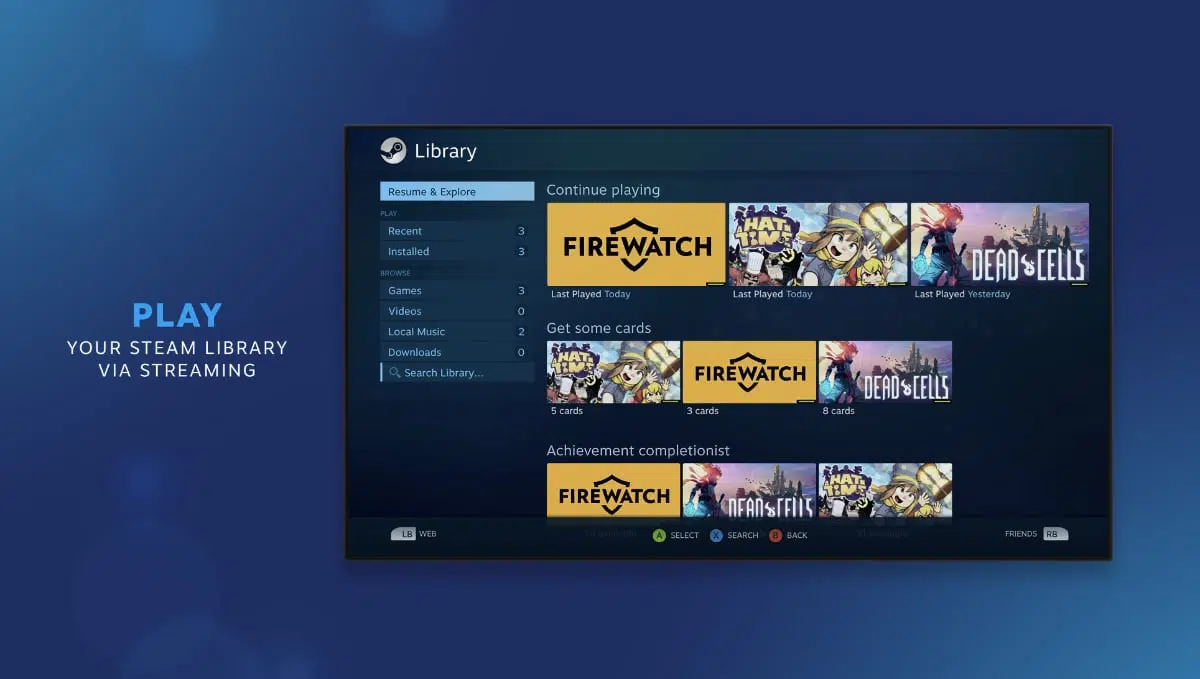 PLAY
YOUR STEAM LIBRARY
VIA STREAMING
Library
Resume & Explore
PLAY
Recent 3
Installed 3
BROWSE
Games 3
Videos 0
Local Music 2
Downloads 0
Search Library...
Continue playing
FIREWATCH
A HAT IN TIME
DEAD CELLS
Last Played Today
Last Played Today
Last Played Yesterday
Get some cards
A HAT IN TIME
FIREWATCH
DEAD CELLS
5 cards
3 cards
8 cards
Achievement completionist
FIREWATCH
DEAD CELLS
A HAT IN TIME
LB WEB
A SELECT
X SEARCH
B BACK
FRIENDS RB